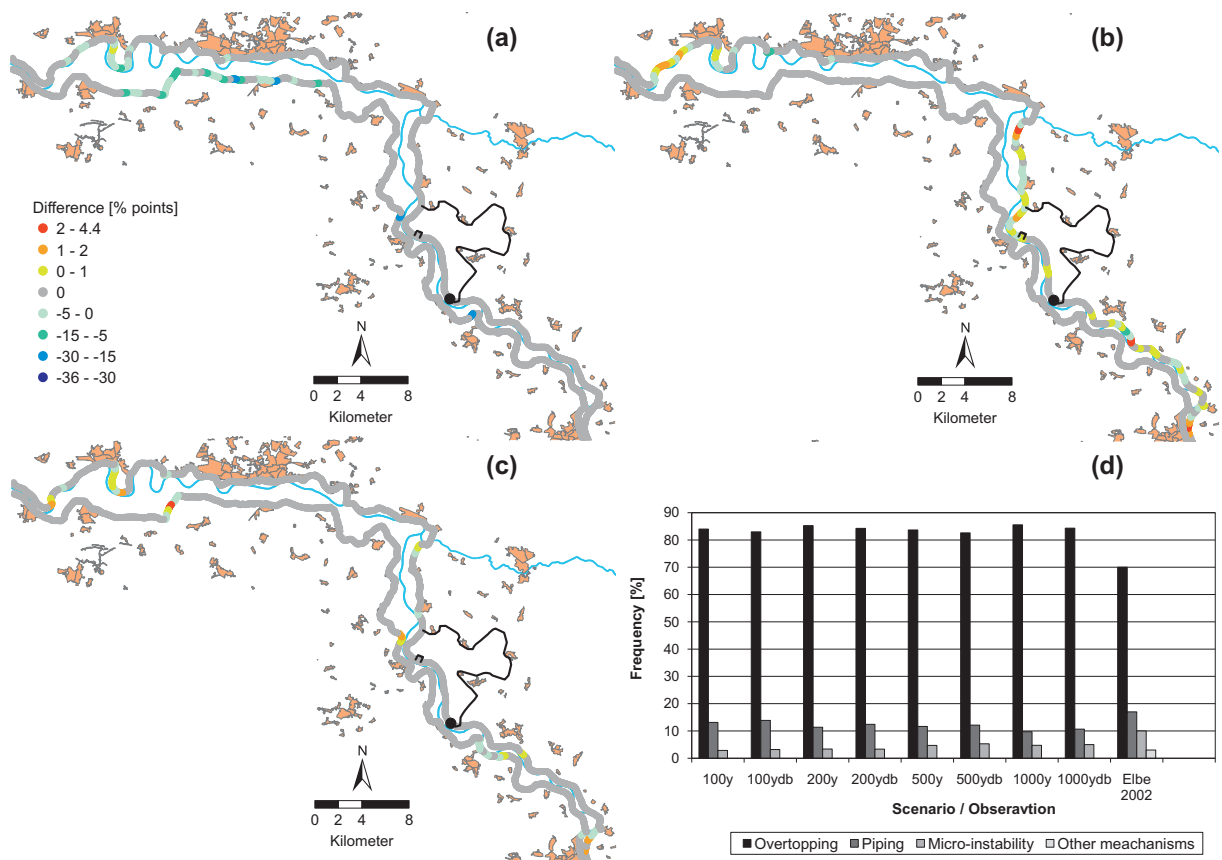 (a)
Difference [% points]
2 - 4.4
1 - 2
0 - 1
0
-5 - 0
-15 - -5
-30 - -15
-36 - -30
N
0 2 4 8
Kilometer
(b)
N
0 2 4 8
Kilometer
(c)
N
0 2 4 8
Kilometer
(d)
Frequency [%]
90
80
70
60
50
40
30
20
10
0
100y 100ydb 200y 200ydb 500y 500ydb 1000y 1000ydb Elbe
2002
Scenario / Obseravtion
Overtopping Piping Micro-instability Other meachanisms